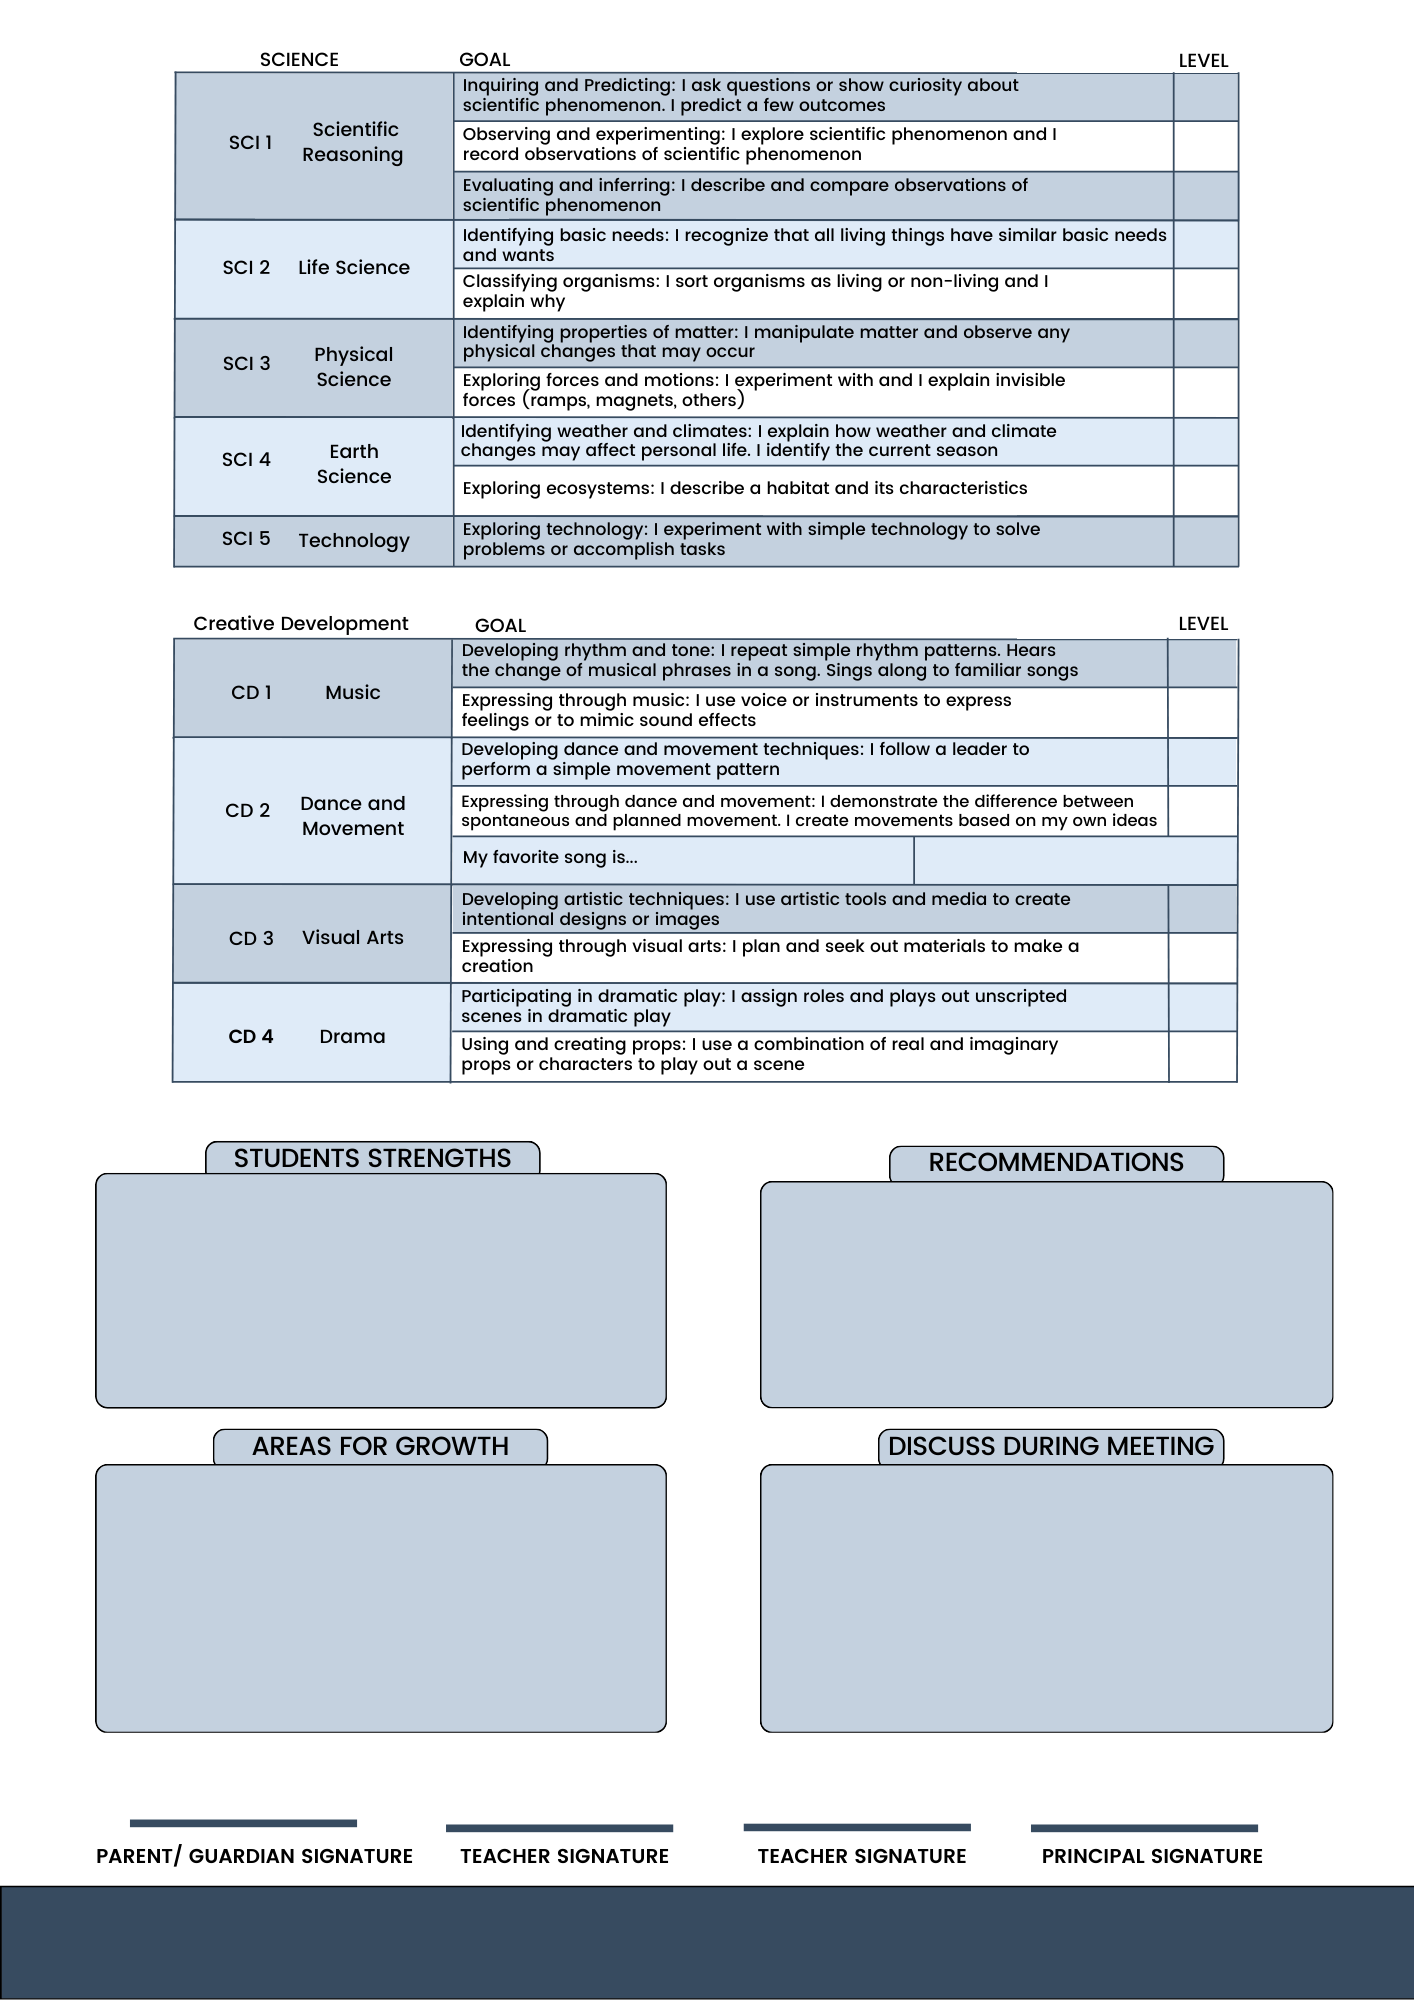 SCIENCE GOAL LEVEL
SCI 1 Scientific
Reasoning
Inquiring and Predicting: I ask questions or show curiosity about
scientific phenomenon. I predict a few outcomes
Observing and experimenting: I explore scientific phenomenon and I
record observations of scientific phenomenon
Evaluating and inferring: I describe and compare observations of
scientific phenomenon
SCI 2 Life Science
Identifying basic needs: I recognize that all living things have similar basic needs
and wants
Classifying organisms: I sort organisms as living or non-living and I
explain why
SCI 3 Physical
Science
Identifying properties of matter: I manipulate matter and observe any
physical changes that may occur
Exploring forces and motions: I experiment with and I explain invisible
forces (ramps, magnets, others)
SCI 4 Earth
Science
Identifying weather and climates: I explain how weather and climate
changes may affect personal life. I identify the current season
Exploring ecosystems: I describe a habitat and its characteristics
SCI 5 Technology
Exploring technology: I experiment with simple technology to solve
problems or accomplish tasks
Creative Development GOAL LEVEL
CD 1 Music
Developing rhythm and tone: I repeat simple rhythm patterns. Hears
the change of musical phrases in a song. Sings along to familiar songs
Expressing through music: I use voice or instruments to express
feelings or to mimic sound effects
CD 2 Dance and
Movement
Developing dance and movement techniques: I follow a leader to
perform a simple movement pattern
Expressing through dance and movement: I demonstrate the difference between
spontaneous and planned movement. I create movements based on my own ideas
My favorite song is...
CD 3 Visual Arts
Developing artistic techniques: I use artistic tools and media to create
intentional designs or images
Expressing through visual arts: I plan and seek out materials to make a
creation
CD 4 Drama
Participating in dramatic play: I assign roles and plays out unscripted
scenes in dramatic play
Using and creating props: I use a combination of real and imaginary
props or characters to play out a scene
STUDENTS STRENGTHS
RECOMMENDATIONS
AREAS FOR GROWTH
DISCUSS DURING MEETING
PARENT/ GUARDIAN SIGNATURE TEACHER SIGNATURE TEACHER SIGNATURE PRINCIPAL SIGNATURE